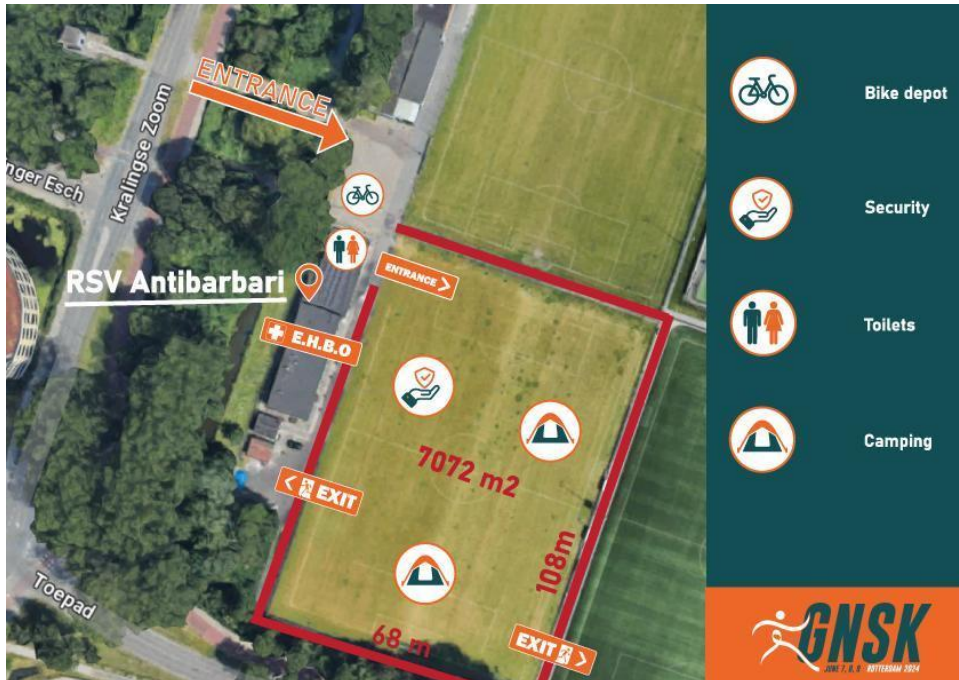 ENTRANCE
Kralingse Zoom
nger Esch
RSV Antibarbari
ENTRANCE >
E.H.B.O
7072 m2
< EXIT
108m
68 m
EXIT >
Toepad
Bike depot
Security
Toilets
Camping
GNSK
JUNE 7, 8, 9 ROTTERDAM 2024